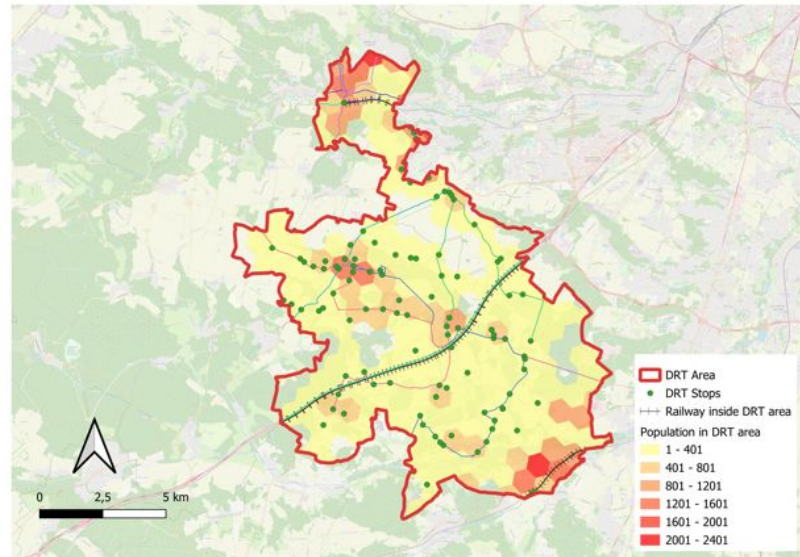 DRT Area
DRT Stops
Railway inside DRT area
Population in DRT area
1 - 401
401 - 801
801 - 1201
1201 - 1601
1601 - 2001
2001 - 2401
0 2,5 5 km